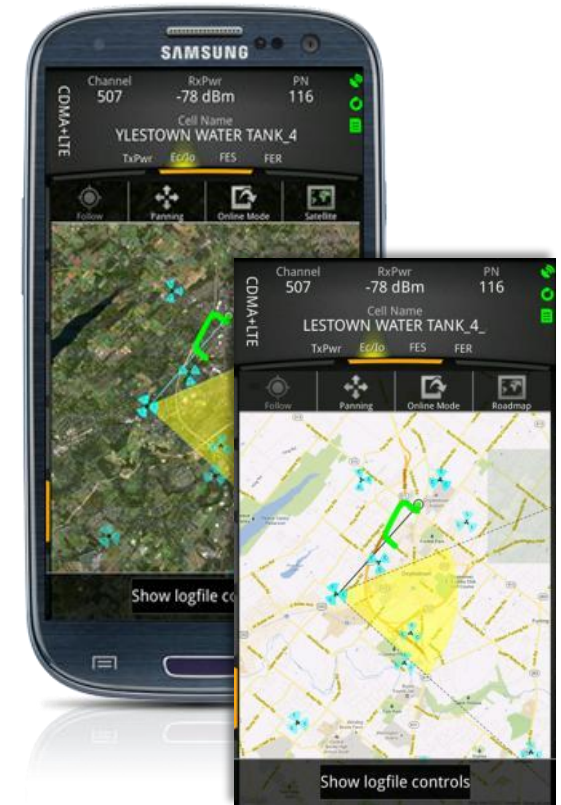 SAMSUNG
CDMA+LTE
Channel RxPwr PN
507 -78 dBm 116
Cell Name
YLESTOWN WATER TANK_4
TxPwr Ec/Io FES FER
Follow Panning Online Mode Satellite
Show logfile co
CDMA+LTE
Channel RxPwr PN
507 -78 dBm 116
Cell Name
LESTOWN WATER TANK_4_
TxPwr Ec/Io FES FER
Follow Panning Online Mode Roadmap
Show logfile controls